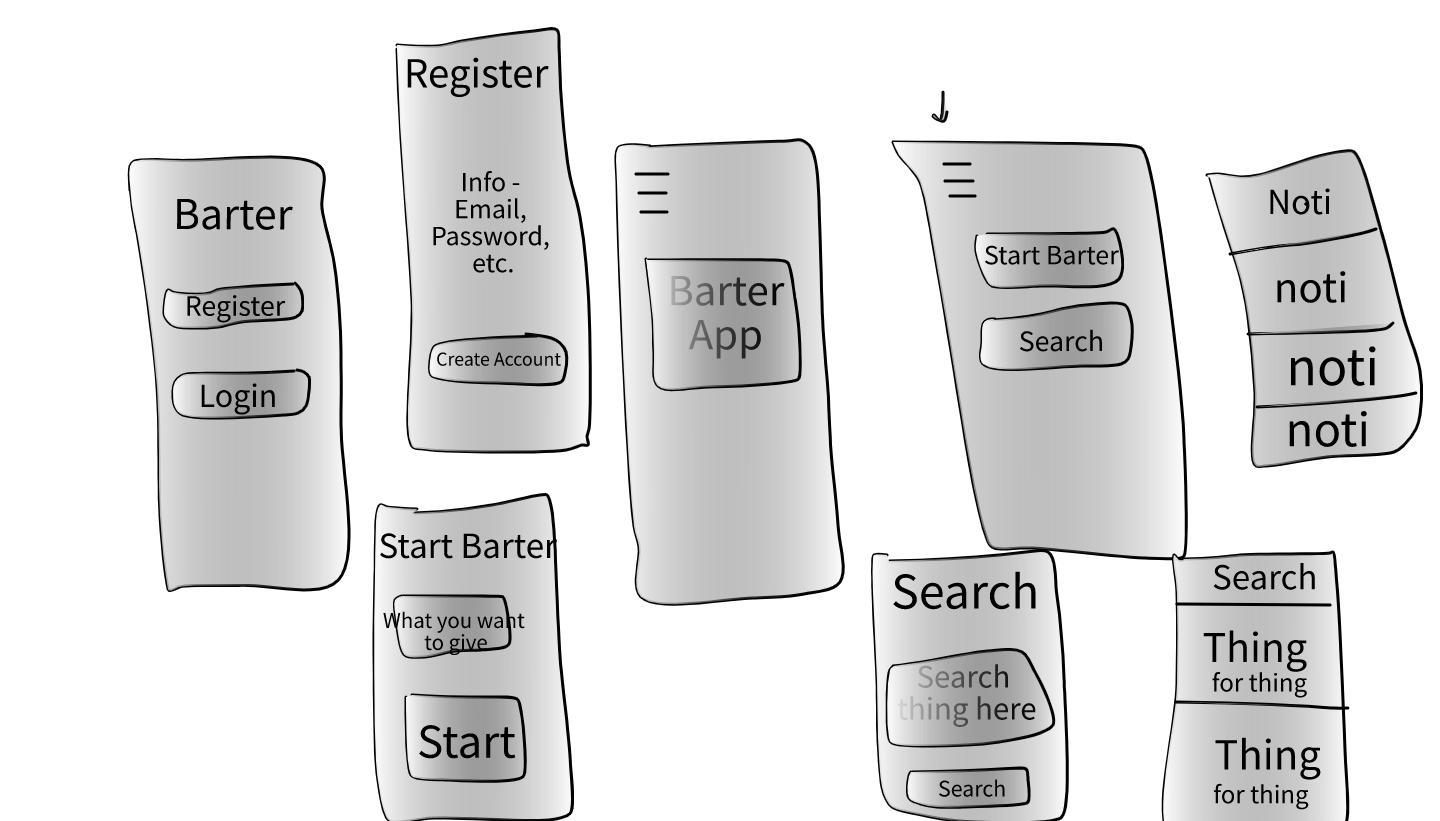 Barter
Register
Login
Register
Info -
Email,
Password,
etc.
Create Account
Barter
App
Start Barter
Search
Noti
noti
noti
noti
Start Barter
What you want
to give
Start
Search
Search
thing here
Search
Search
Thing
for thing
Thing
for thing